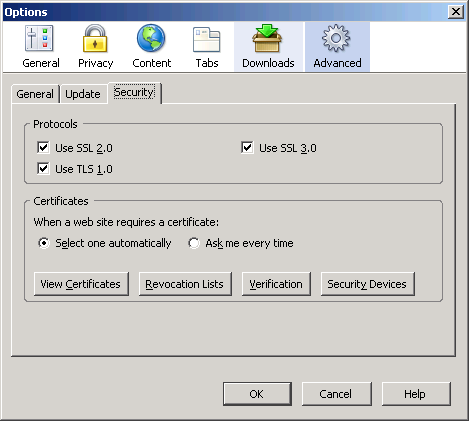 Options
General Privacy Content Tabs Downloads Advanced
General Update Security
Protocols
Use SSL 2.0 Use SSL 3.0
Use TLS 1.0
Certificates
When a web site requires a certificate:
Select one automatically Ask me every time
View Certificates Revocation Lists Verification Security Devices
OK Cancel Help